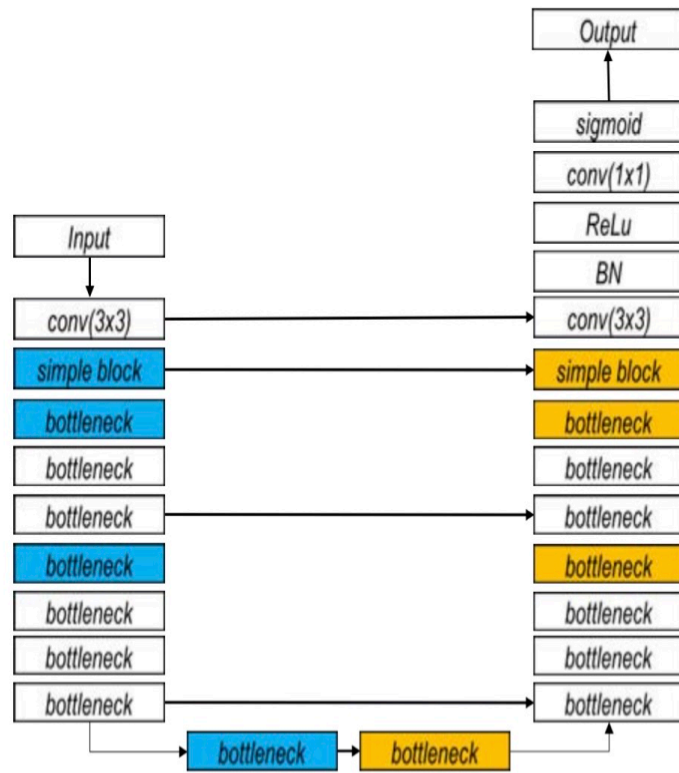 Input
conv(3x3)
simple block
bottleneck
bottleneck
bottleneck
bottleneck
bottleneck
bottleneck
bottleneck
bottleneck
bottleneck
Output
sigmoid
conv(1x1)
ReLu
BN
conv(3x3)
simple block
bottleneck
bottleneck
bottleneck
bottleneck
bottleneck
bottleneck
bottleneck